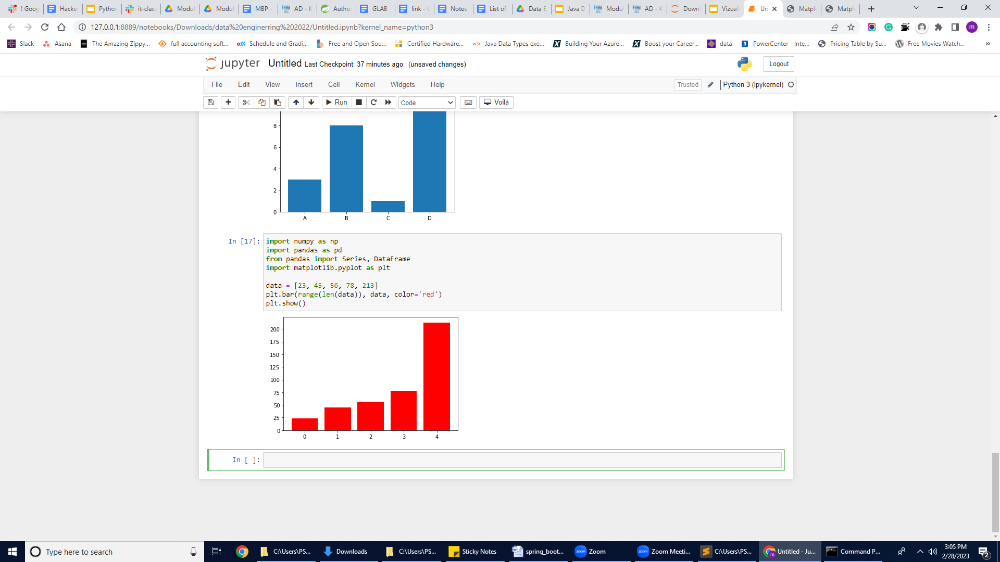 ! Goog
Hacke
Python
it-class
Modul
Modul
MBP -
AD - K
Autho
GLAB
link - C
Notes
List of
Data E
Java D
Modu
AD - K
Downl
Vizuali
Un
Matpl
Matpl
127.0.0.1:8889/notebooks/Downloads/data%20enginerring%202022/Untitled.ipynb?kernel_name=python3
m
Slack
Asana
The Amazing Zippy...
full accounting soft...
edX Schedule and Gradi...
Free and Open Sou...
Certified Hardware...
w3r Java Data Types exe...
Building Your Azure...
Boost your Career...
data
PowerCenter - Inte...
Pricing Table by Su...
Free Movies Watch...
»
jupyter Untitled Last Checkpoint: 37 minutes ago (unsaved changes)
Logout
File Edit View Insert Cell Kernel Widgets Help
Trusted
Python 3 (ipykernel)
Run
Code
Voilà
8
6
4
2
0
A B C D
In [17]:
import numpy as np
import pandas as pd
from pandas import Series, DataFrame
import matplotlib.pyplot as plt
data = [23, 45, 56, 78, 213]
plt.bar(range(len(data)), data, color='red')
plt.show()
200
175
150
125
100
75
50
25
0
0 1 2 3 4
In [ ]:
Type here to search
C:\Users\PS...
Downloads
C:\Users\PS...
Sticky Notes
spring_boot...
zoom Zoom
zoom Zoom Meeti...
C:\Users\PS...
Untitled - Ju...
Command P...
3:05 PM
2/28/2023
2